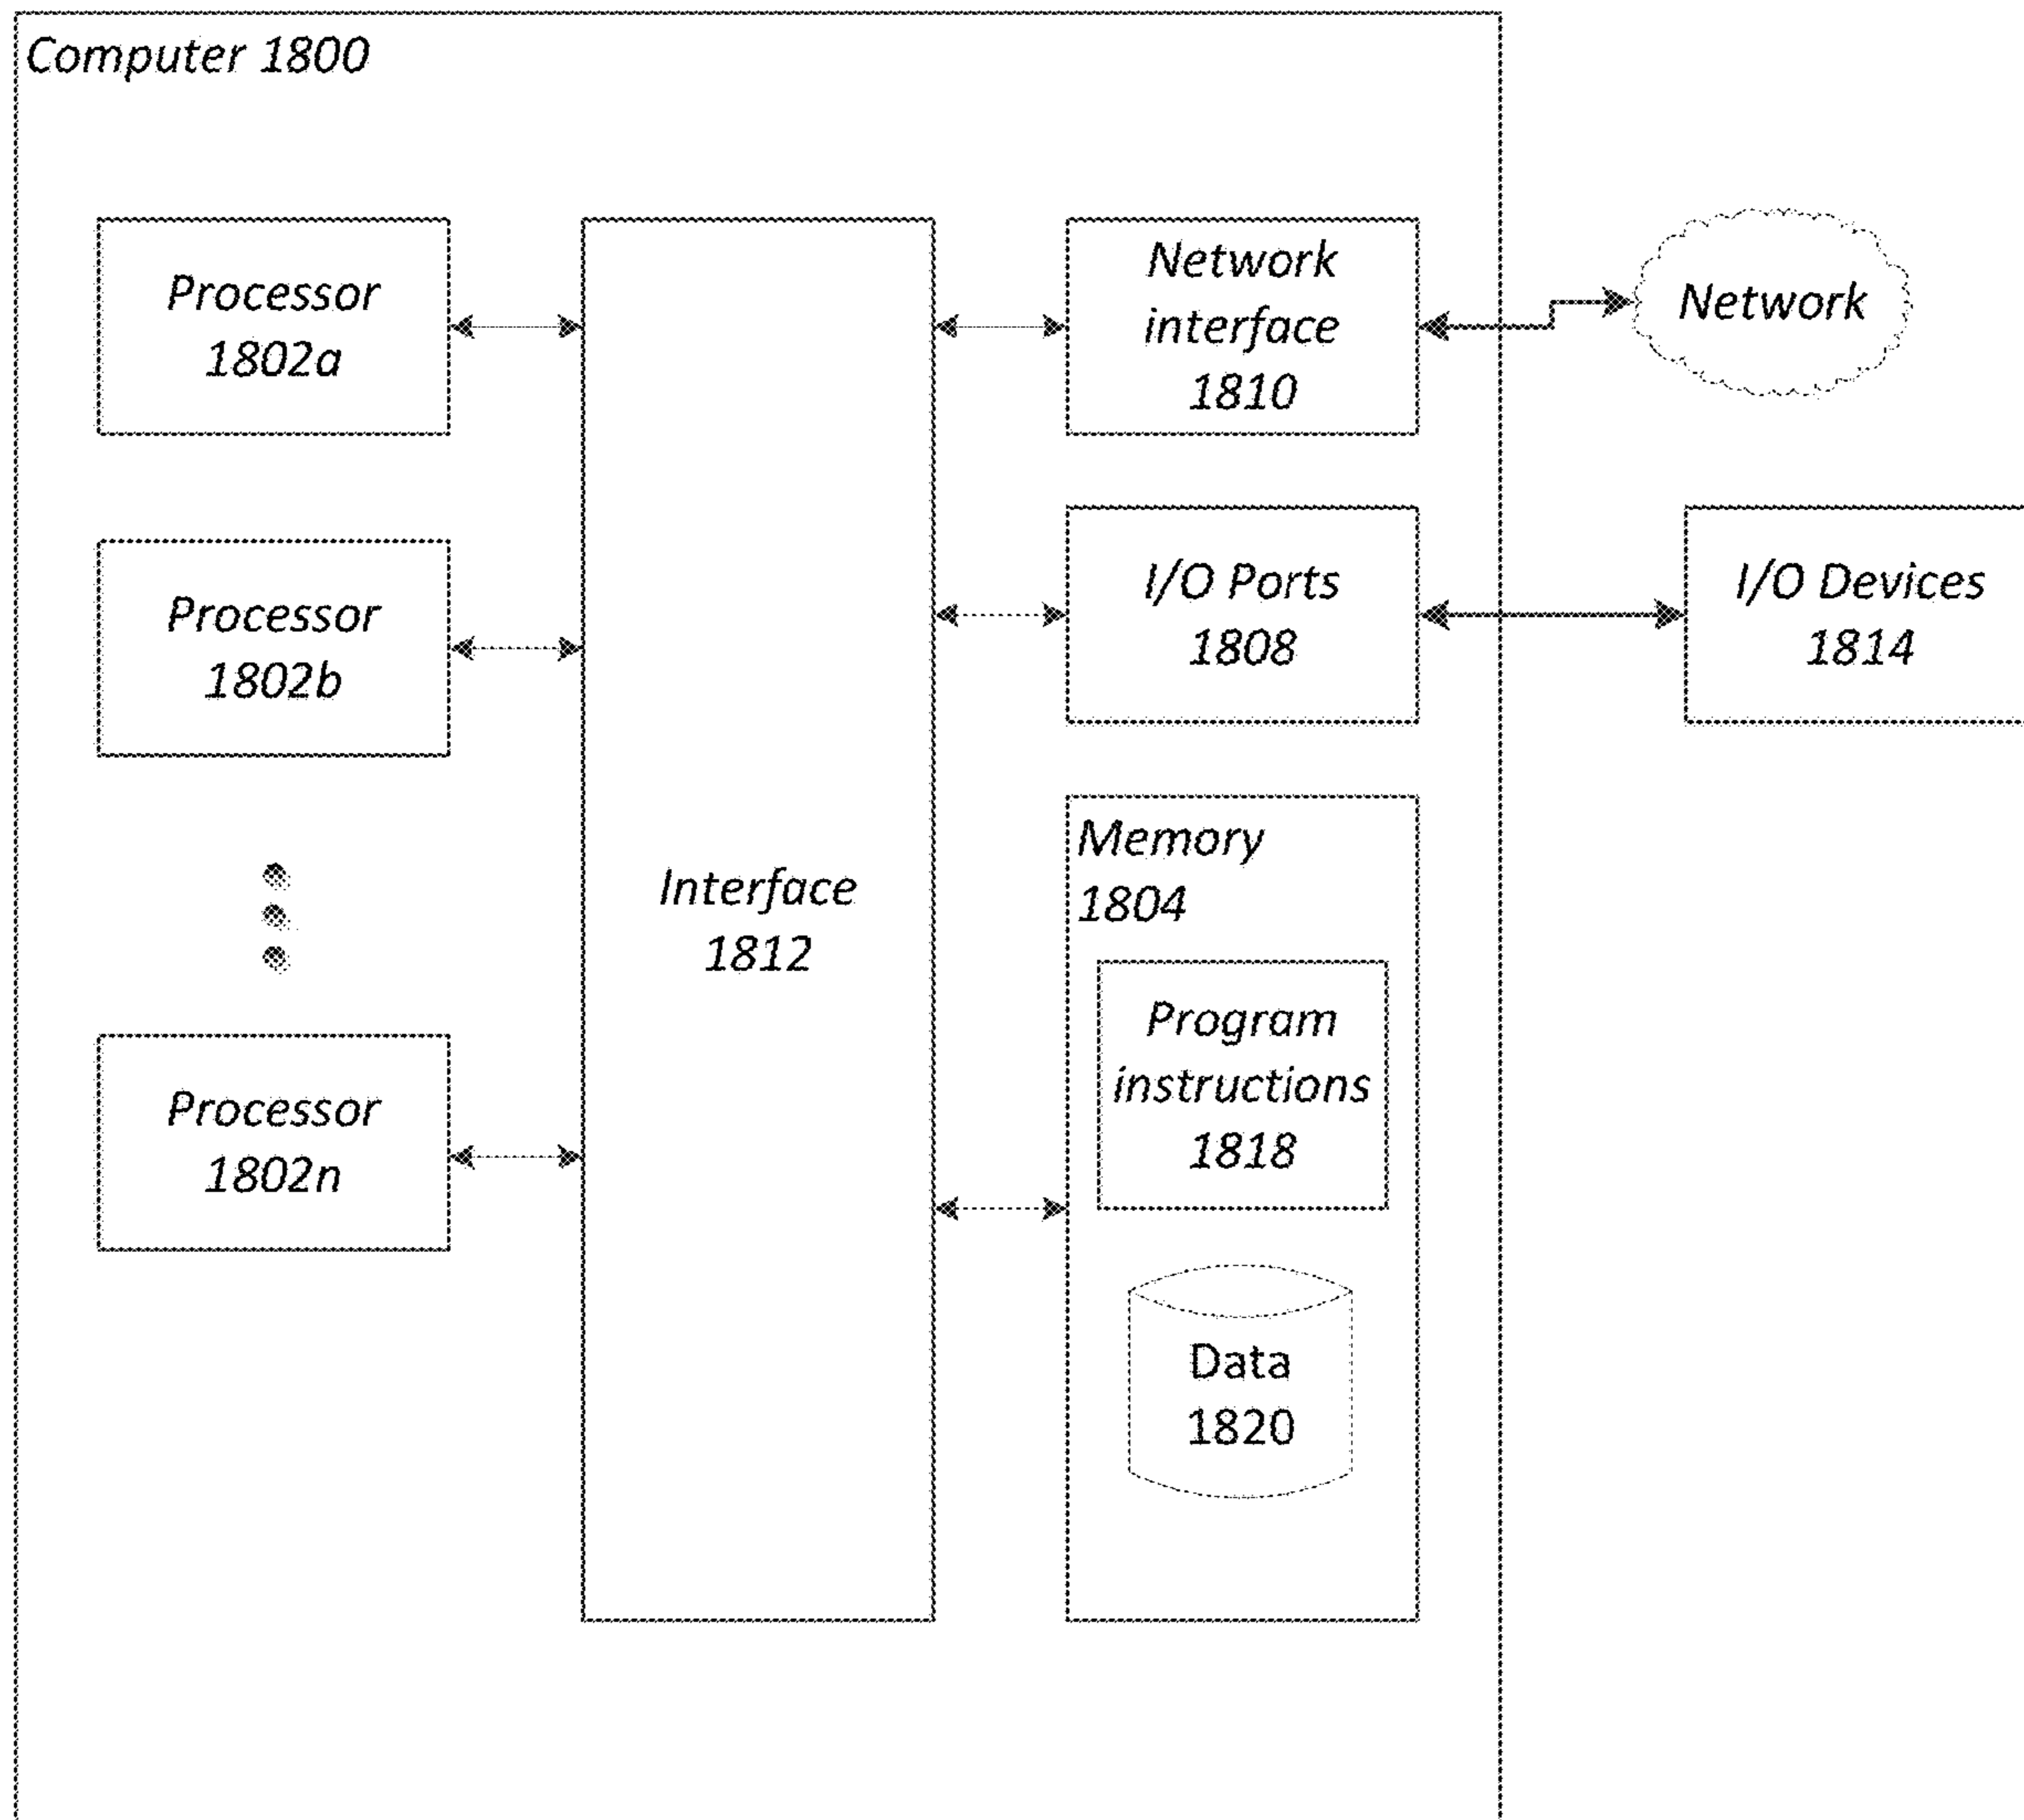 Computer 1800
Processor
1802a
Processor
1802b
Processor
1802n
Interface
1812
Network
interface
1810
Network
I/O Ports
1808
I/O Devices
1814
Memory
1804
Program
instructions
1818
Data
1820